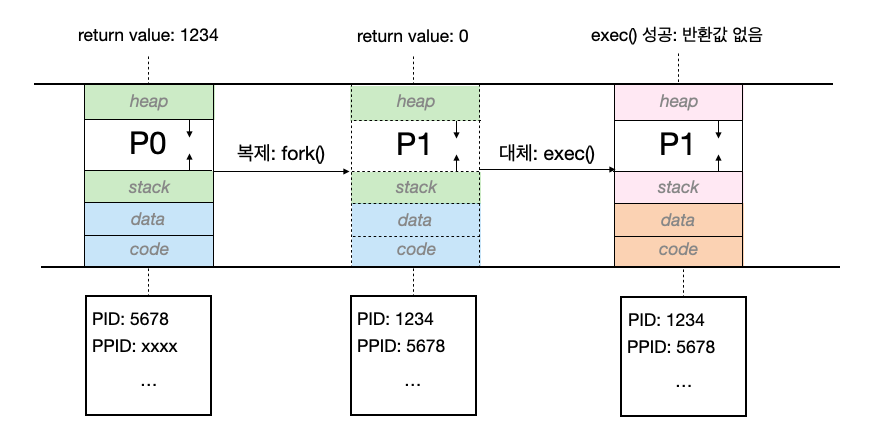 return value: 1234
return value: 0
exec() 성공: 반환값 없음
heap
heap
heap
P0
복제: fork()
P1
대체: exec()
P1
stack
stack
stack
data
data
data
code
code
code
PID: 5678
PPID: xxxx
...
PID: 1234
PPID: 5678
...
PID: 1234
PPID: 5678
...